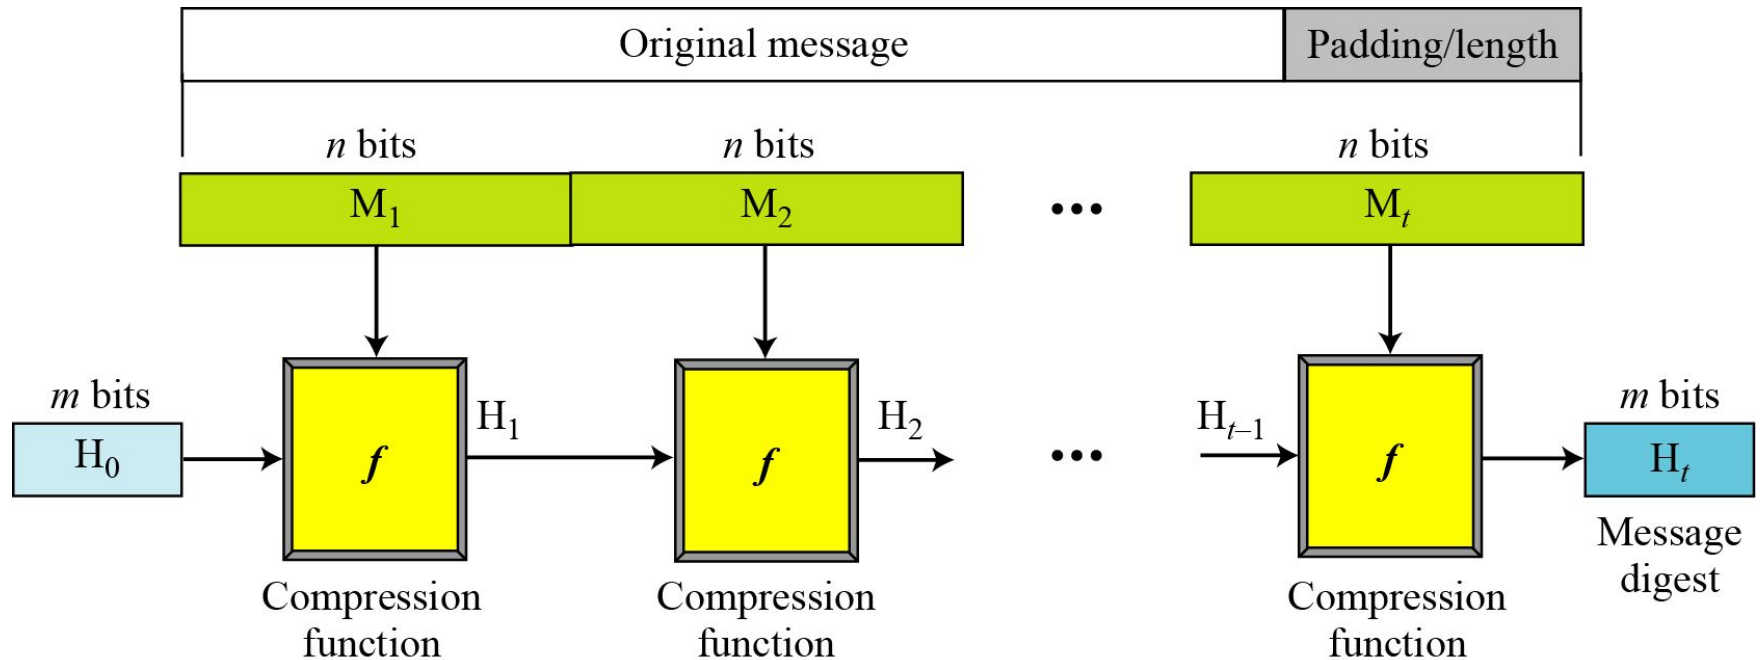 Original message
Padding/length
n bits
n bits
n bits
M₁
M₂
•••
Mₜ
m bits
H₀
f
H₁
f
H₂
•••
Hₜ₋₁
f
m bits
Hₜ
Message
digest
Compression
function
Compression
function
Compression
function